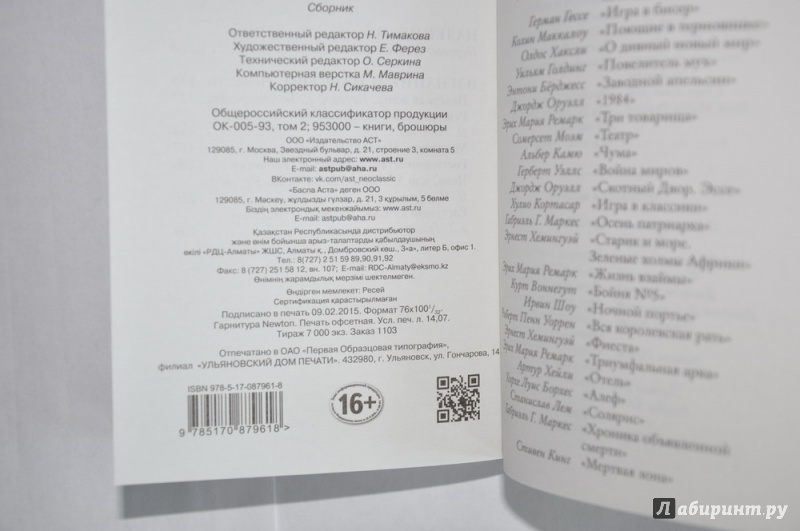 Сборник
Ответственный редактор Н. Тимакова
Художественный редактор Е. Ферез
Технический редактор О. Серкина
Компьютерная верстка М. Маврина
Корректор Н. Сикачева
Общероссийский классификатор продукции
ОК-005-93, том 2; 953000 – книги, брошюры
ООО «Издательство АСТ»
129085, г. Москва, Звездный бульвар, д. 21, строение 3, комната 5
Наш электронный адрес: www.ast.ru
E-mail: astpub@aha.ru
ВКонтакте: vk.com/ast_neoclassic
«Баспа Аста» деген ООО
129085, г. Мәскеу, жұлдызды гүлзар, д. 21, 3 құрылым, 5 бөлме
Біздің электрондық мекенжайымыз: www.ast.ru
E-mail: astpub@aha.ru
Қазақстан Республикасында дистрибьютор
және өнім бойынша арыз-талаптарды қабылдаушының
өкілі «РДЦ-Алматы» ЖШС, Алматы қ., Домбровский көш., 3«а», литер Б, офис 1.
Тел.: 8(727) 2 51 59 89,90,91,92
Факс: 8 (727) 251 58 12, вн. 107; E-mail: RDC-Almaty@eksmo.kz
Өнімнің жарамдылық мерзімі шектелмеген.
Өндірген мемлекет: Ресей
Сертификация қарастырылмаған
Подписано в печать 09.02.2015. Формат 76x100 1/32.
Гарнитура Newton. Печать офсетная. Усл. печ. л. 14,07.
Тираж 7 000 экз. Заказ 1103
Отпечатано в ОАО «Первая Образцовая типография»,
филиал «УЛЬЯНОВСКИЙ ДОМ ПЕЧАТИ». 432980, г. Ульяновск, ул. Гончарова, 14
ISBN 978-5-17-087961-8
9 785170 879618 >
16+
Герман Гессе «Игра в бисер»
Колин Маккалоу «Поющие в терновнике»
Олдос Хаксли «О дивный новый мир»
Уильям Голдинг «Повелитель мух»
Энтони Бёрджесс «Заводной апельсин»
Джордж Оруэлл «1984»
Эрих Мария Ремарк «Три товарища»
Сомерсет Моэм «Театр»
Альбер Камю «Чума»
Герберт Уэллс «Война миров»
Джордж Оруэлл «Скотный Двор. Эссе»
Хулио Кортасар «Игра в классики»
Габриэль Г. Маркес «Осень патриарха»
Эрнест Хемингуэй «Старик и море.
Зеленые холмы Африки»
Эрих Мария Ремарк «Жизнь взаймы»
Курт Воннегут «Бойня №5»
Ирвин Шоу «Ночной портье»
Роберт Пенн Уоррен «Вся королевская рать»
Эрнест Хемингуэй «Фиеста»
Эрих Мария Ремарк «Триумфальная арка»
Артур Хейли «Отель»
Хорхе Луис Борхес «Алеф»
Станислав Лем «Солярис»
Габриэль Г. Маркес «Хроника объявленной
смерти»
Стивен Кинг «Мертвая зона»
Лабиринт.ру